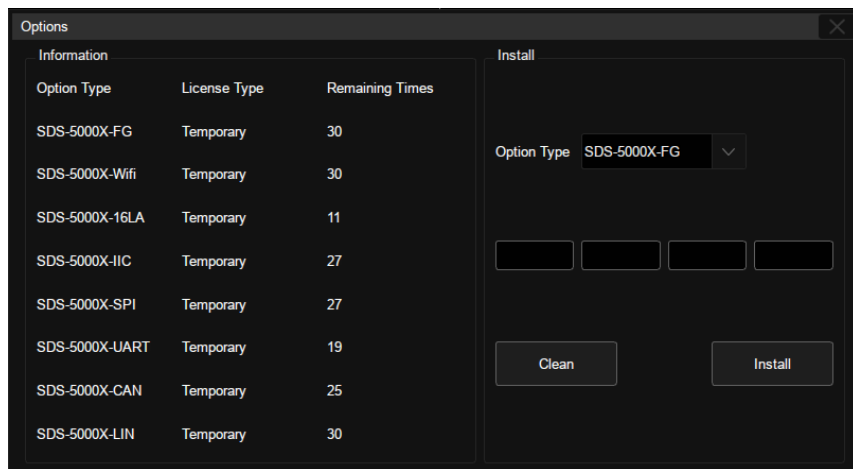 Options
Information
Option Type License Type Remaining Times
SDS-5000X-FG Temporary 30
SDS-5000X-Wifi Temporary 30
SDS-5000X-16LA Temporary 11
SDS-5000X-IIC Temporary 27
SDS-5000X-SPI Temporary 27
SDS-5000X-UART Temporary 19
SDS-5000X-CAN Temporary 25
SDS-5000X-LIN Temporary 30
Install
Option Type SDS-5000X-FG
Clean Install